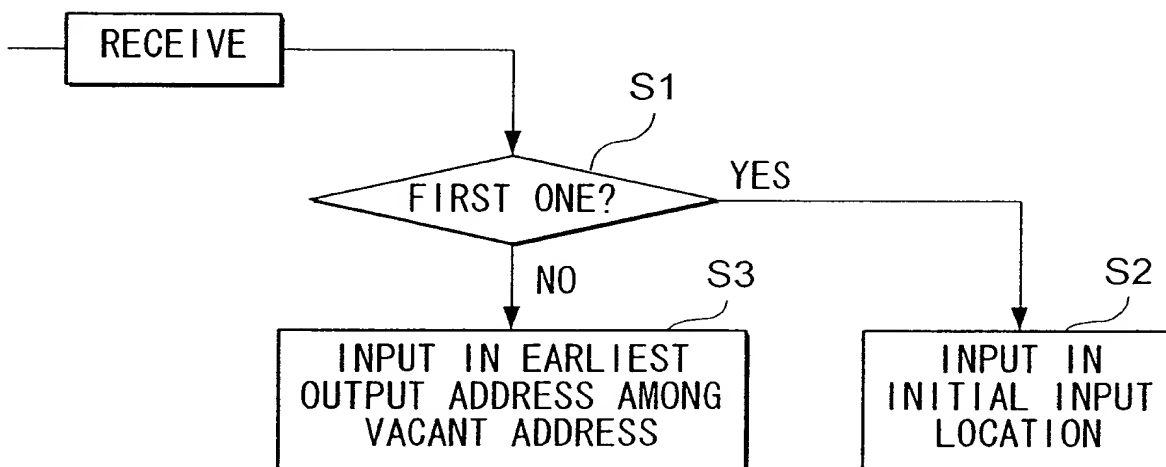 RECEIVE
S1
FIRST ONE?
YES
NO
S3
S2
INPUT IN EARLIEST
OUTPUT ADDRESS AMONG
VACANT ADDRESS
INPUT IN
INITIAL INPUT
LOCATION